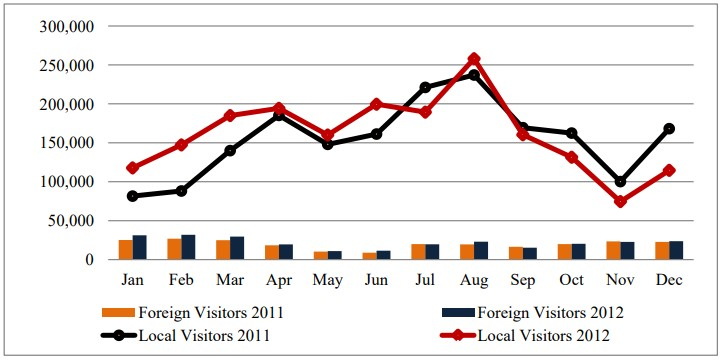 300,000
250,000
200,000
150,000
100,000
50,000
0
Jan Feb Mar Apr May Jun Jul Aug Sep Oct Nov Dec
Foreign Visitors 2011 Foreign Visitors 2012
Local Visitors 2011 Local Visitors 2012